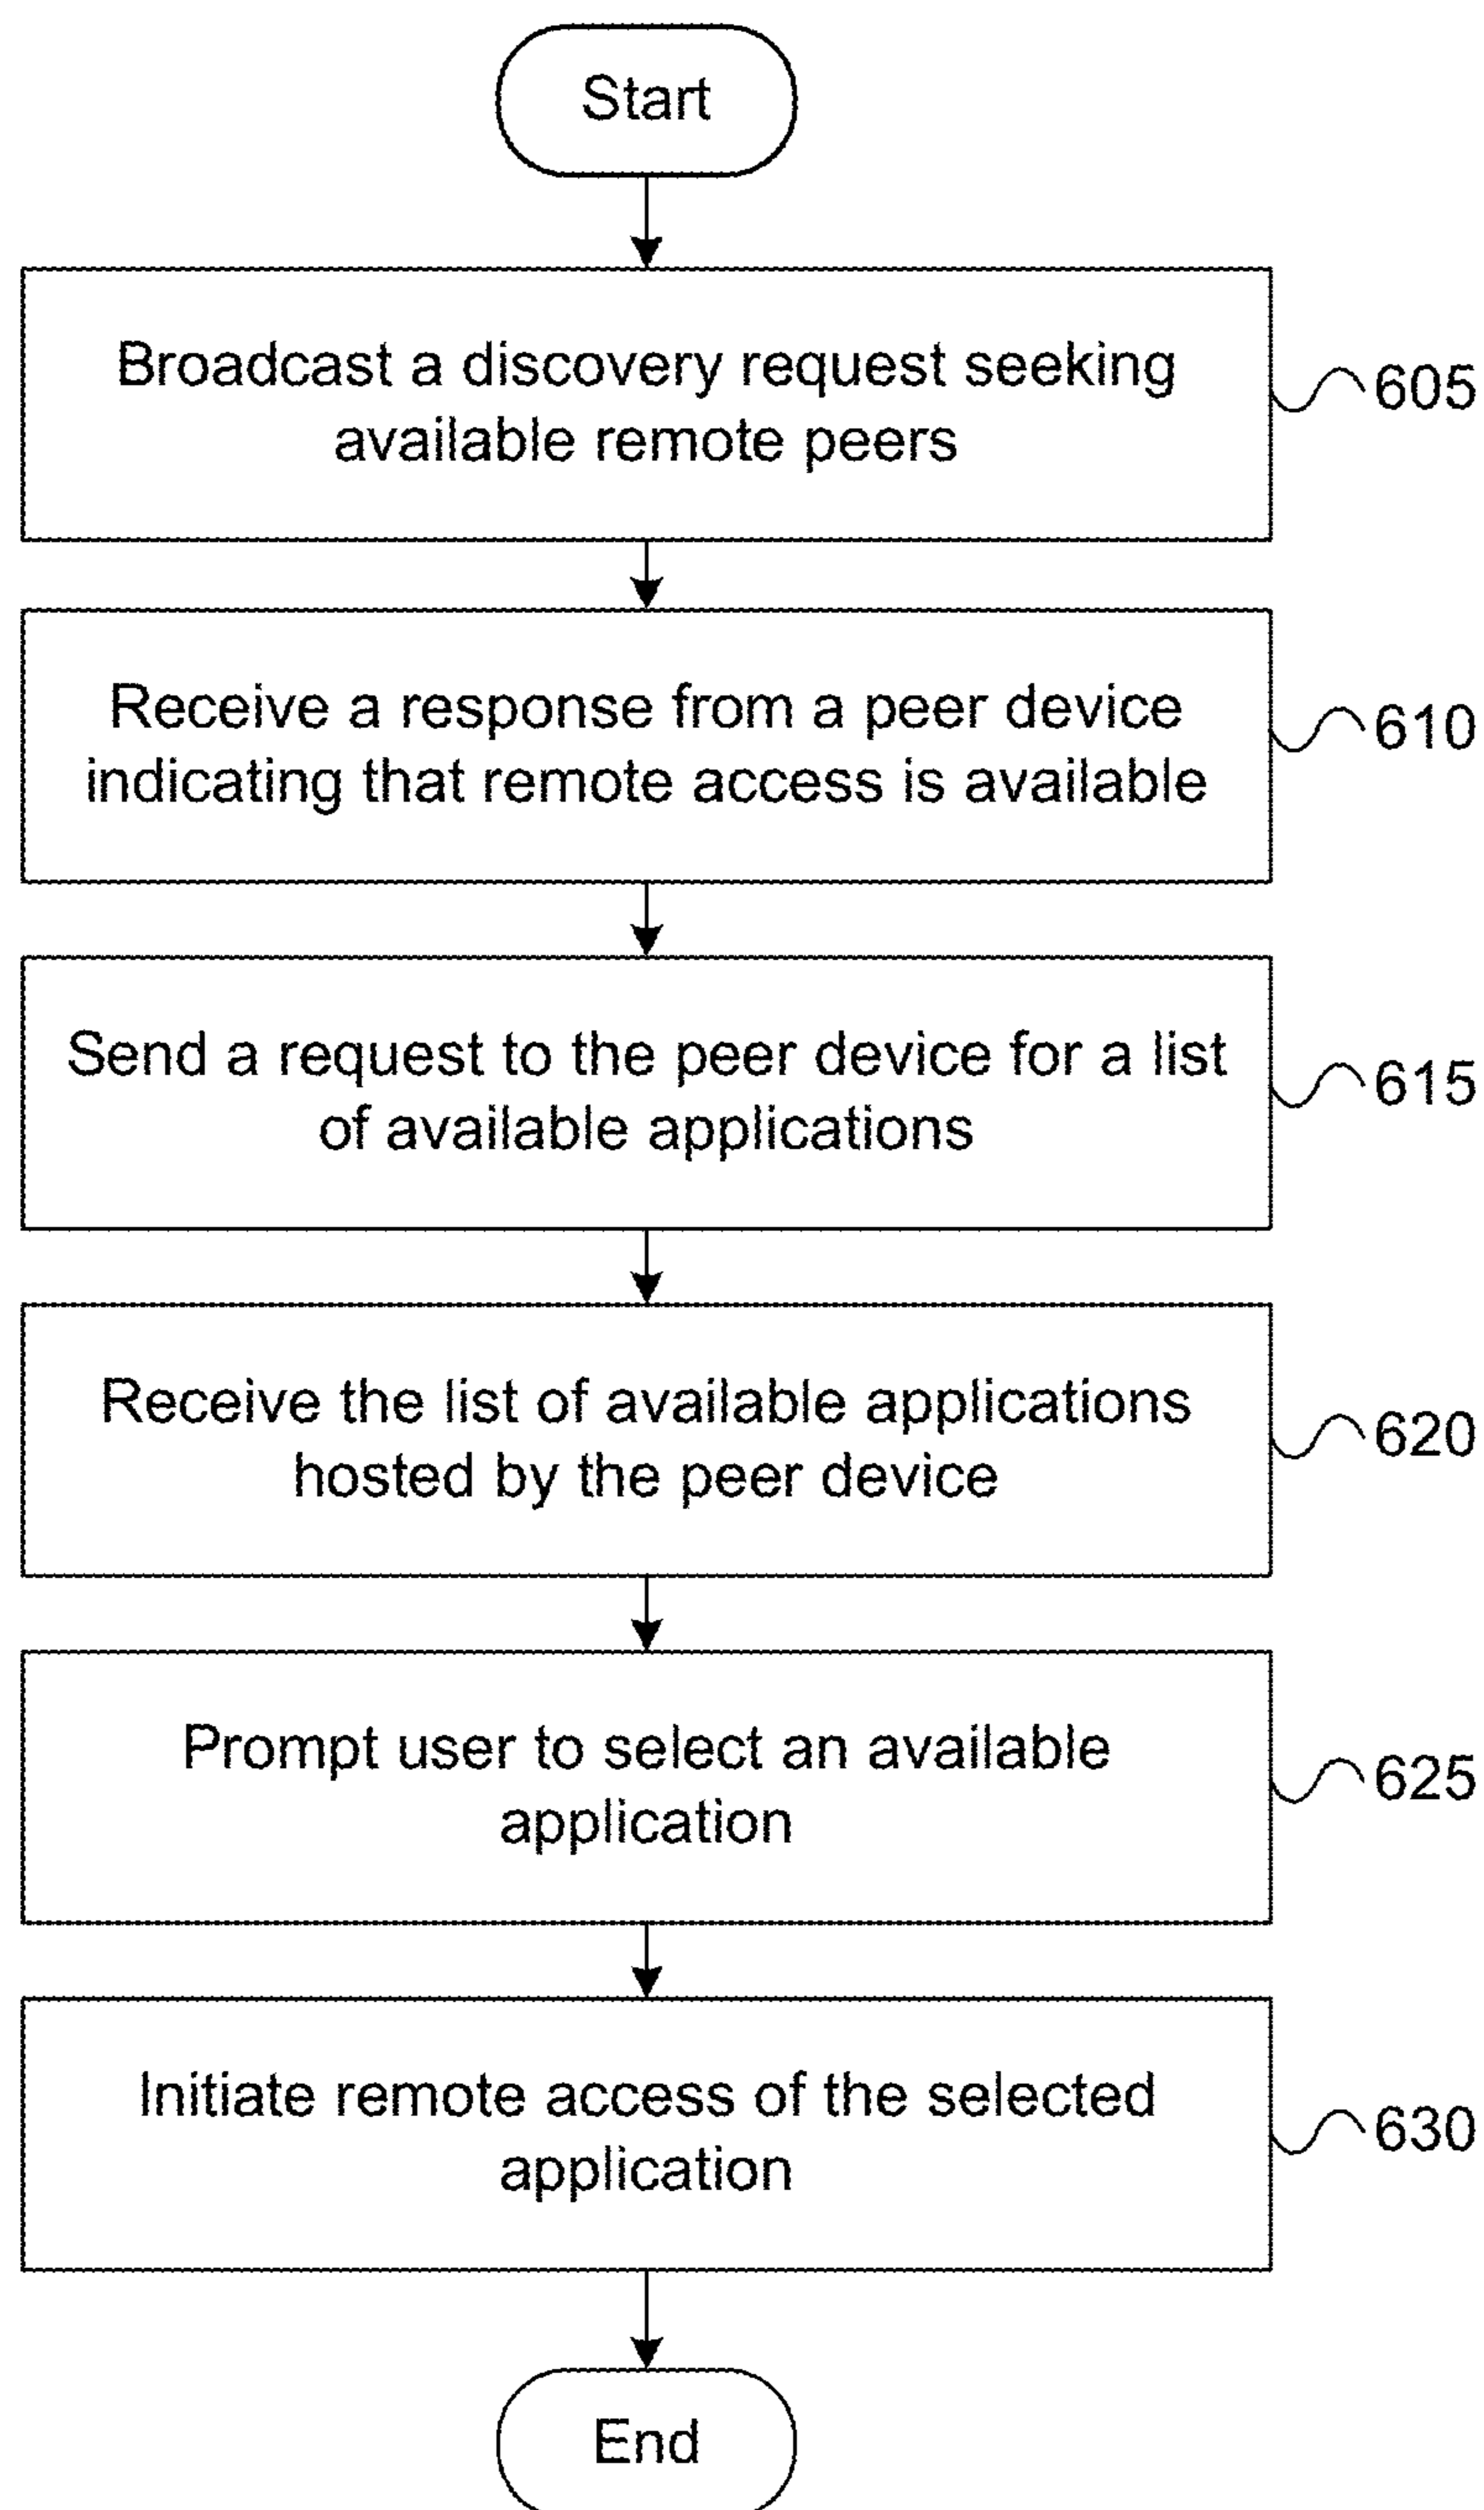 Start
Broadcast a discovery request seeking
available remote peers
605
Receive a response from a peer device
indicating that remote access is available
610
Send a request to the peer device for a list
of available applications
615
Receive the list of available applications
hosted by the peer device
620
Prompt user to select an available
application
625
Initiate remote access of the selected
application
630
End